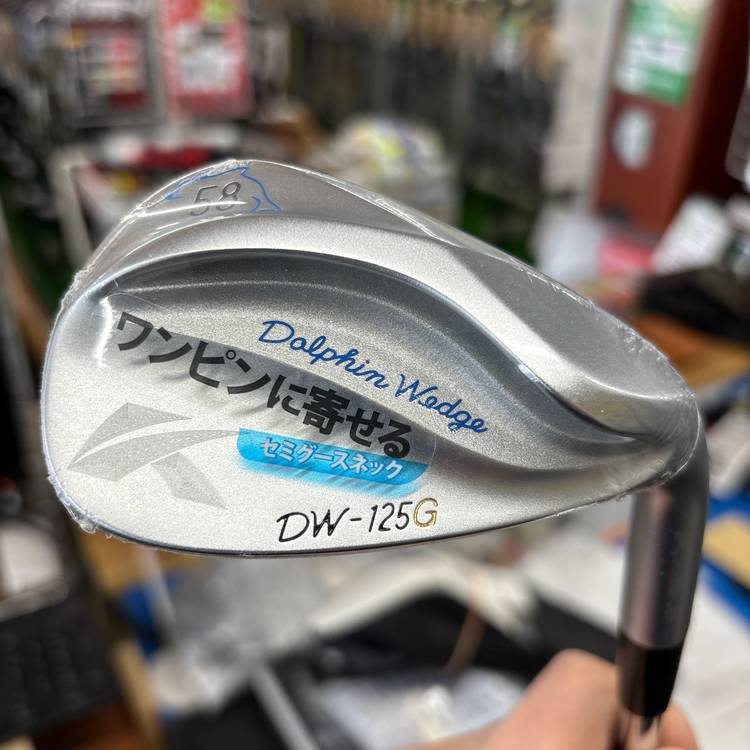 58
Dolphin Wedge
ワンピンに寄せる
セミグースネック
DW-125G